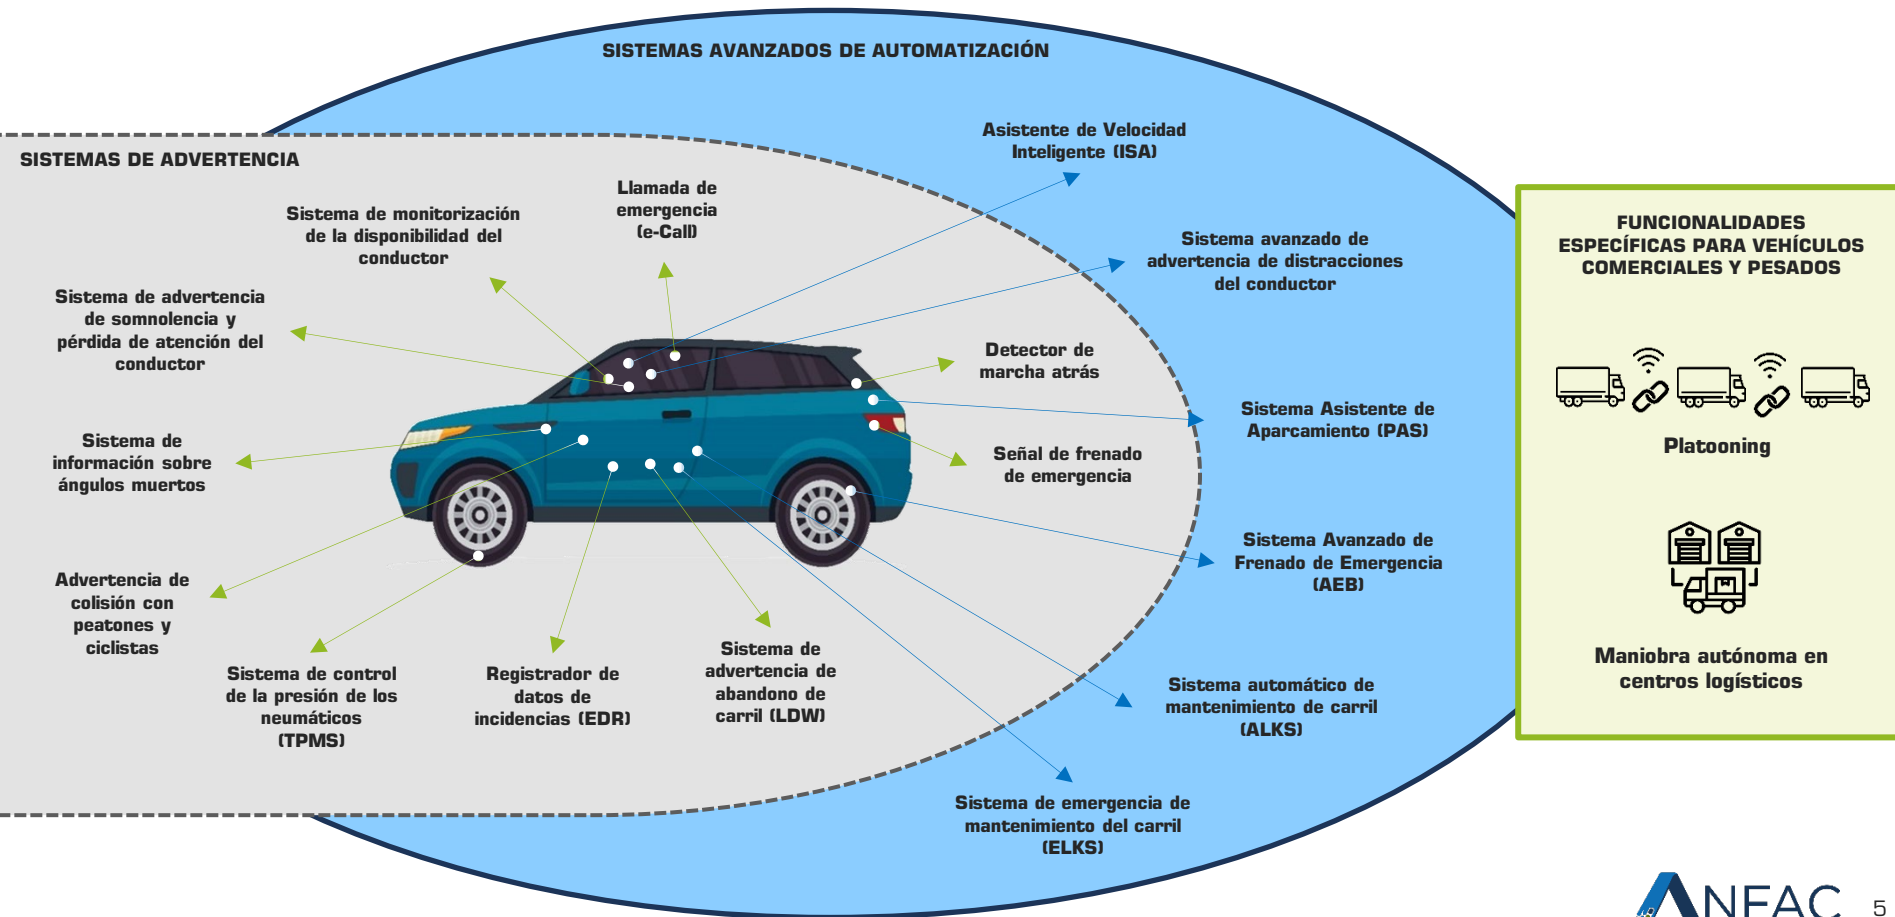 SISTEMAS AVANZADOS DE AUTOMATIZACIÓN
SISTEMAS DE ADVERTENCIA
Sistema de monitorización
de la disponibilidad del
conductor
Llamada de
emergencia
(e-Call)
Sistema de advertencia
de somnolencia y
pérdida de atención del
conductor
Sistema de
información sobre
ángulos muertos
Advertencia de
colisión con
peatones y
ciclistas
Sistema de control
de la presión de los
neumáticos
(TPMS)
Registrador de
datos de
incidencias (EDR)
Sistema de
advertencia de
abandono de
carril (LDW)
Detector de
marcha atrás
Señal de frenado
de emergencia
Asistente de Velocidad
Inteligente (ISA)
Sistema avanzado de
advertencia de distracciones
del conductor
Sistema Asistente de
Aparcamiento (PAS)
Sistema Avanzado de
Frenado de Emergencia
(AEB)
Sistema automático de
mantenimiento de carril
(ALKS)
Sistema de emergencia de
mantenimiento del carril
(ELKS)
FUNCIONALIDADES
ESPECÍFICAS PARA VEHÍCULOS
COMERCIALES Y PESADOS
Platooning
Maniobra autónoma en
centros logísticos
ANFAC
5